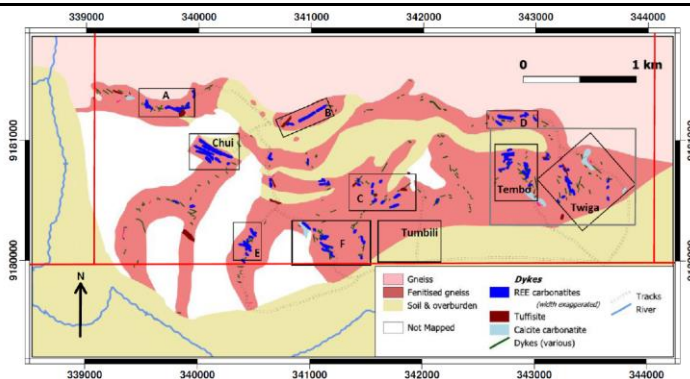 339000 340000 341000 342000 343000 344000
0 1 km
A
B
D
9181000
Chui
9181000
Tembo
Twiga
C
E
F
Tumbili
9180000
9180000
N
Gneiss
Fenitised gneiss
Soil & overburden
Not Mapped
Dykes
REE carbonatites
(width exaggerated)
Tuffisite
Calcite carbonatite
Dykes (various)
Tracks
River
339000 340000 341000 342000 343000 344000